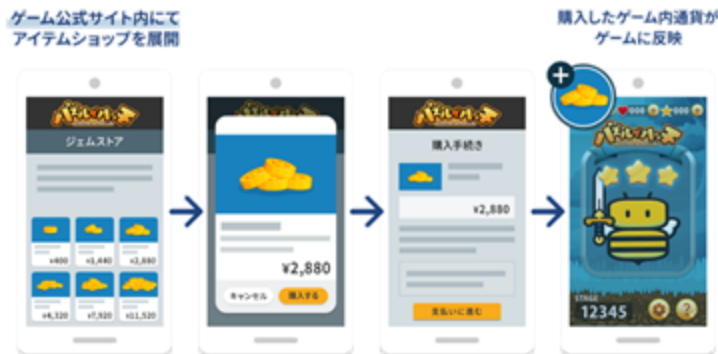 ゲーム公式サイト内にて
アイテムショップを展開
購入したゲーム内通貨が
ゲームに反映
ジェムストア
¥400
¥1,440
¥2,880
¥4,320
¥7,920
¥11,520
¥2,880
キャンセル
購入する
購入手続き
¥2,880
支払いに進む
STAGE
12345
?